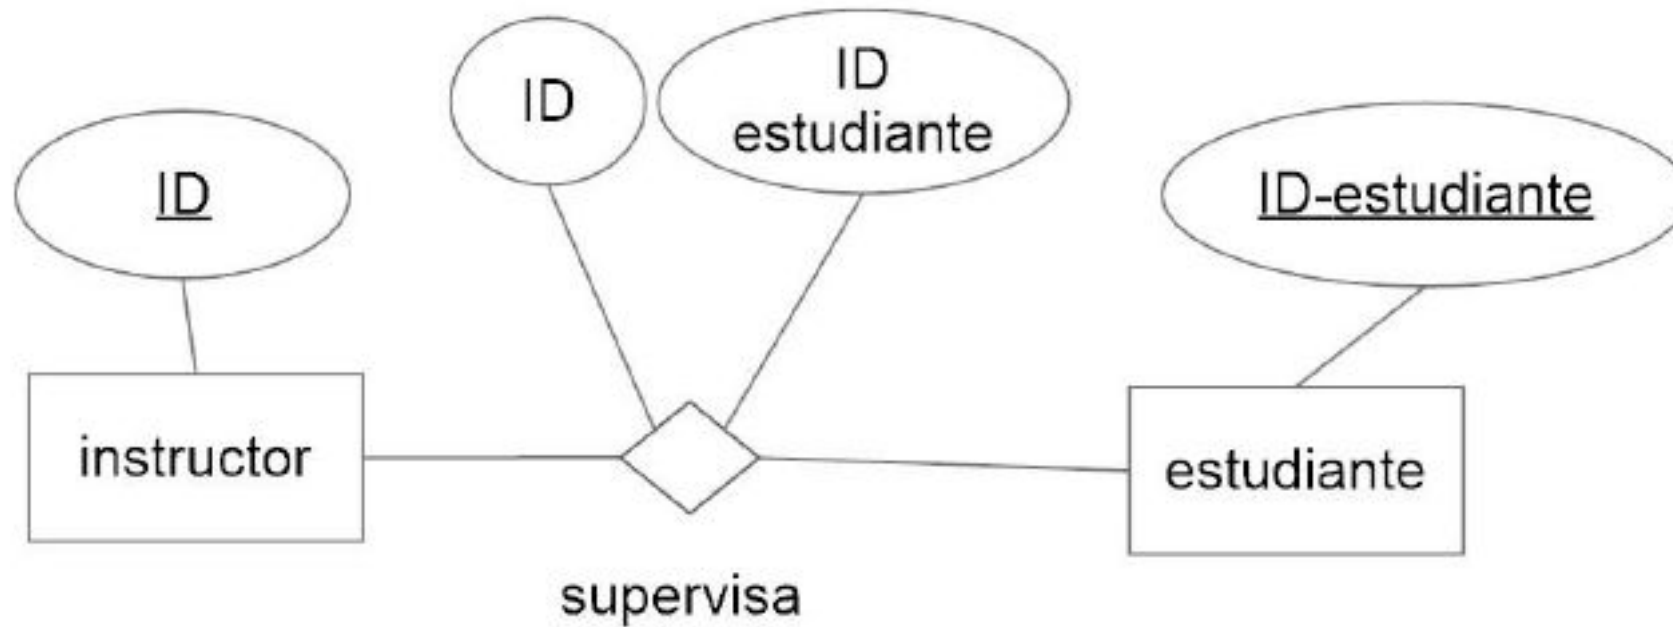 ID
ID
ID
estudiante
ID-estudiante
instructor
estudiante
supervisa